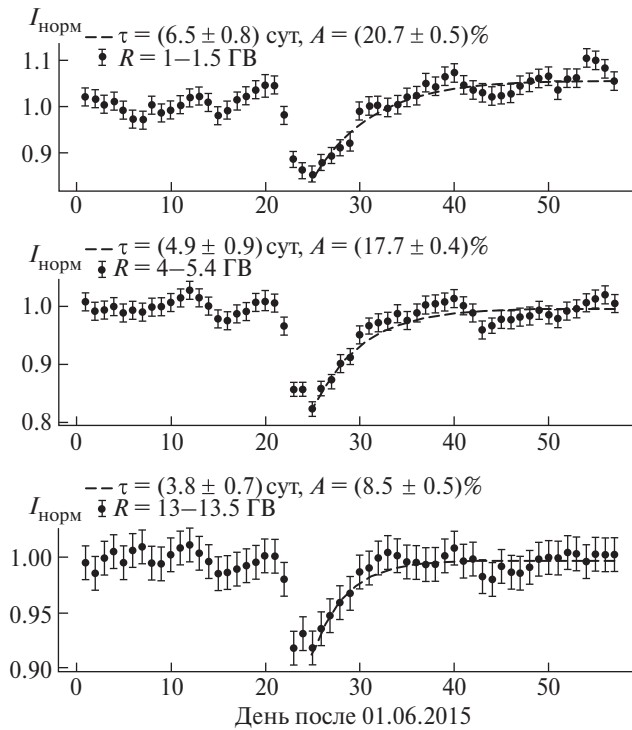 Iнорм
τ = (6.5 ± 0.8) сут, A = (20.7 ± 0.5)%
R = 1–1.5 ГВ
1.1
1.0
0.9
0 10 20 30 40 50
Iнорм
τ = (4.9 ± 0.9) сут, A = (17.7 ± 0.4)%
R = 4–5.4 ГВ
1.0
0.9
0.8
0 10 20 30 40 50
Iнорм
τ = (3.8 ± 0.7) сут, A = (8.5 ± 0.5)%
R = 13–13.5 ГВ
1.00
0.95
0.90
0 10 20 30 40 50
День после 01.06.2015